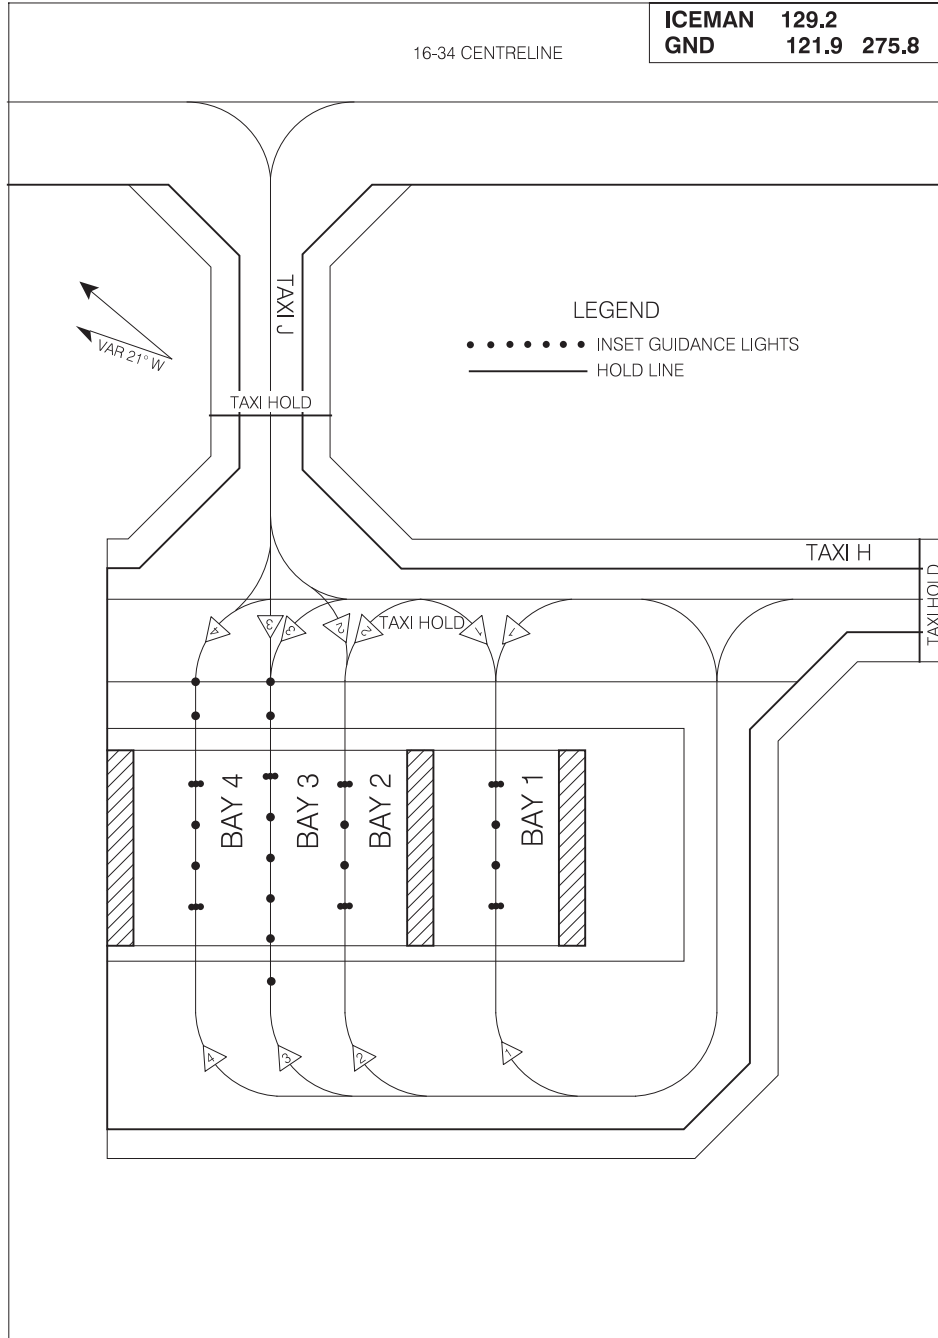 ICEMAN 129.2
GND 121.9 275.8
16-34 CENTRELINE
TAXI J
LEGEND
INSET GUIDANCE LIGHTS
HOLD LINE
VAR 21° W
TAXI HOLD
TAXI H
TAXI HOLD
TAXI HOLD
4
3
3
2
2
1
1
BAY 4
BAY 3
BAY 2
BAY 1
4
3
2
1